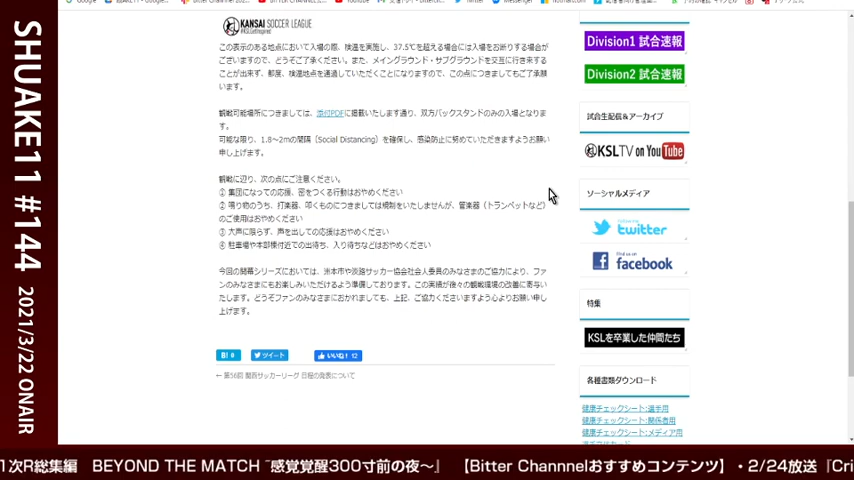 SHUAKE11 #144 2021/3/22 ONAIR
KANSAI SOCCER LEAGUE
この表示のある地点において入場の際、検温を実施し、37.5℃を超える場合には入場をお断りする場合が
ございますので、どうぞご了承ください。また、メイングラウンド・サブグラウンドを交互に行き来する
ことが出来ず、都度、検温地点を通過していただくことになりますので、この点につきましてもご了承願
います。
観戦可能場所につきましては、添付PDFに掲載いたします通り、双方バックスタンドのみの入場となりま
す。
可能な限り、1.8～2mの間隔（Social Distancing）を確保し、感染防止に努めていただきますようお願い
申し上げます。
観戦に辺り、次の点にご注意ください。
① 集団になっての応援、密をつくる行動はおやめください
② 鳴り物のうち、打楽器、叩くものにつきましては規制をいたしませんが、管楽器（トランペットなど）
のご使用はおやめください
③ 大声に限らず、声を出しての応援はおやめください
④ 駐車場や本部棟付近での出待ち、入り待ちなどはおやめください
今回の開幕シリーズにおいては、洲本市や淡路サッカー協会社会人委員のみなさまのご協力により、ファ
ンのみなさまにもお楽しみいただけるよう準備しております。この実績が後々の観戦環境の改善に寄与い
たします。どうぞファンのみなさまにおかれましても、上記、ご協力くださいますよう心よりお願い申し
上げます。
B! 0 ツイート いいね! 12
← 第56回 関西サッカーリーグ 日程の発表について
Division1 試合速報
Division2 試合速報
試合生配信＆アーカイブ
KSLTV on YouTube
ソーシャルメディア
twitter
Find us on
facebook
特集
KSLを卒業した仲間たち
各種書類ダウンロード
健康チェックシート:選手用
健康チェックシート:関係者用
健康チェックシート:メディア用
1次R総集編 BEYOND THE MATCH ~感覚覚醒300寸前の夜～』 【Bitter Channnelおすすめコンテンツ】・2/24放送『Cri